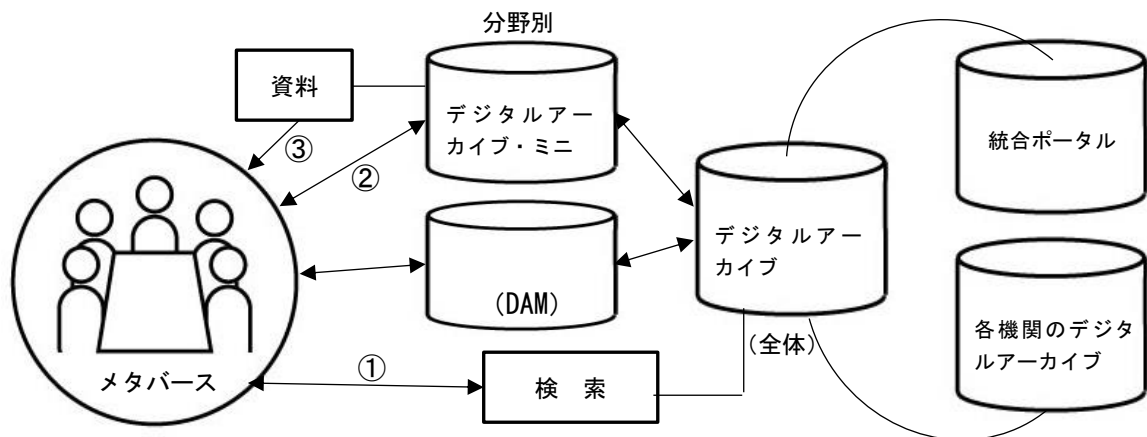 分野別
資料
デジタルアー
カイブ・ミニ
③
②
統合ポータル
デジタルアー
カイブ
(DAM)
(全体)
各機関のデジタ
ルアーカイブ
メタバース
①
検　索